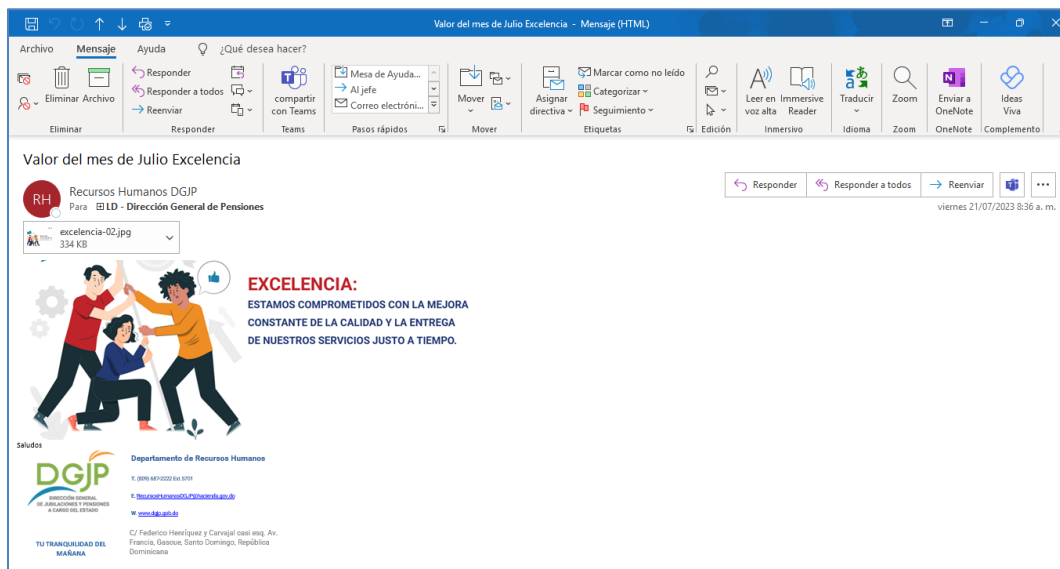 Valor del mes de Julio Excelencia - Mensaje (HTML)
Archivo Mensaje Ayuda ¿Qué desea hacer?
Eliminar Archivo
Responder
Responder a todos
Reenviar
compartir con Teams
Mesa de Ayuda...
Al jefe
Correo electróni...
Mover
Asignar directiva
Marcar como no leído
Categorizar
Seguimiento
Leer en voz alta
Immersive Reader
Traducir
Zoom
Enviar a OneNote
Ideas Viva
Eliminar Responder Teams Pasos rápidos Mover Etiquetas Edición Inmersivo Idioma Zoom OneNote Complemento
Valor del mes de Julio Excelencia
RH
Recursos Humanos DGJP
Para LD - Dirección General de Pensiones
Responder Responder a todos Reenviar
viernes 21/07/2023 8:36 a. m.
excelencia-02.jpg
334 KB
EXCELENCIA:
ESTAMOS COMPROMETIDOS CON LA MEJORA
CONSTANTE DE LA CALIDAD Y LA ENTREGA
DE NUESTROS SERVICIOS JUSTO A TIEMPO.
Saludos
DGJP
DIRECCIÓN GENERAL
DE JUBILACIONES Y PENSIONES
A CARGO DEL ESTADO
TU TRANQUILIDAD DEL
MAÑANA
Departamento de Recursos Humanos
T. (809) 687-2222 Ext.5701
E. RecursosHumanosDGJP@hacienda.gov.do
W. www.dgjp.gob.do
C/ Federico Henríquez y Carvajal casi esq. Av.
Francia, Gascue, Santo Domingo, República
Dominicana